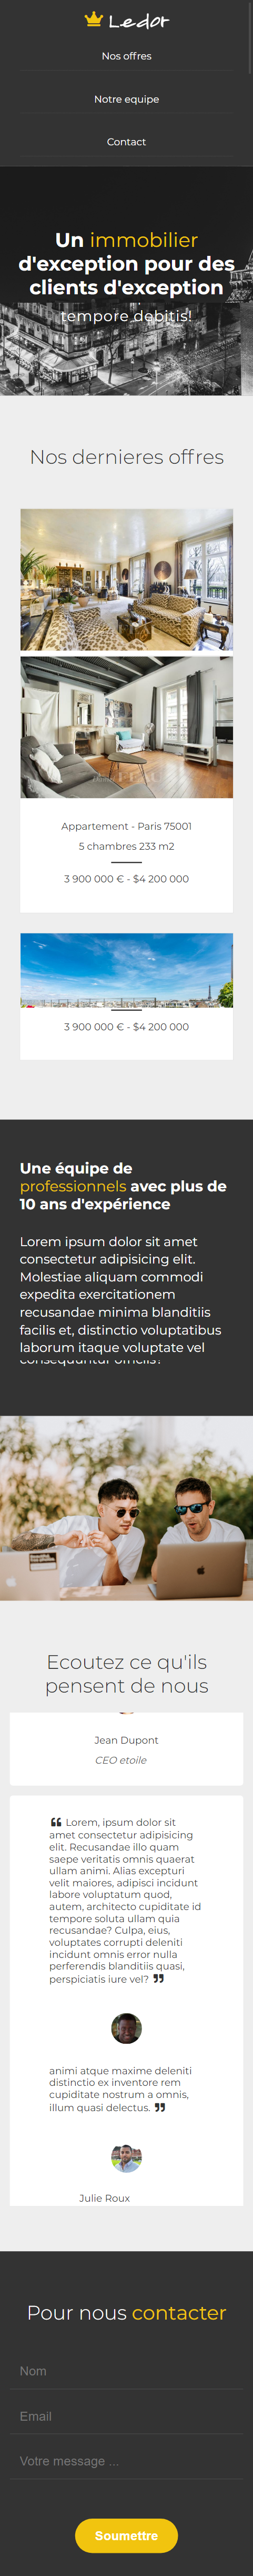 Ledor
Nos offres
Notre equipe
Contact
Un immobilier
d'exception pour des
clients d'exception
tempore debitis!
Nos dernieres offres
Appartement - Paris 75001
5 chambres 233 m2
3 900 000 € - $4 200 000
3 900 000 € - $4 200 000
Une équipe de
professionnels avec plus de
10 ans d'expérience
Lorem ipsum dolor sit amet
consectetur adipisicing elit.
Molestiae aliquam commodi
expedita exercitationem
recusandae minima blanditiis
facilis et, distinctio voluptatibus
laborum itaque voluptate vel
consequuntur officiis?
Ecoutez ce qu'ils
pensent de nous
Jean Dupont
CEO etoile
❝ Lorem, ipsum dolor sit
amet consectetur adipisicing
elit. Recusandae illo quam
saepe veritatis omnis quaerat
ullam animi. Alias excepturi
velit maiores, adipisci incidunt
labore voluptatum quod,
autem, architecto cupiditate id
tempore soluta ullam quia
recusandae? Culpa, eius,
voluptates corrupti deleniti
incidunt omnis error nulla
perferendis blanditiis quasi,
perspiciatis iure vel? ❞
animi atque maxime deleniti
distinctio ex inventore rem
cupiditate nostrum a omnis,
illum quasi delectus. ❞
Julie Roux
Pour nous contacter
Nom
Email
Votre message ...
Soumettre